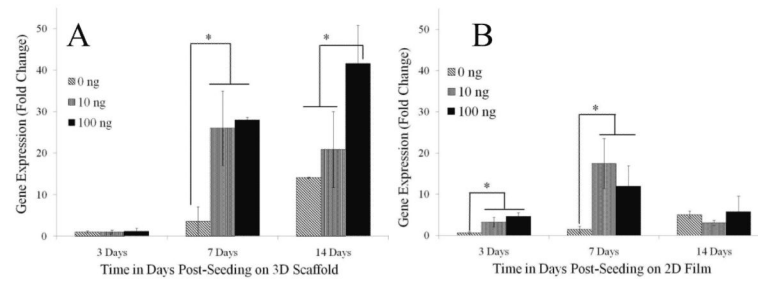 A
Gene Expression (Fold Change)
50
40
30
20
10
0
0 ng
10 ng
100 ng
*
*
3 Days
7 Days
14 Days
Time in Days Post-Seeding on 3D Scaffold
B
Gene Expression (Fold Change)
50
40
30
20
10
0
0 ng
10 ng
100 ng
*
*
3 Days
7 Days
14 Days
Time in Days Post-Seeding on 2D Film